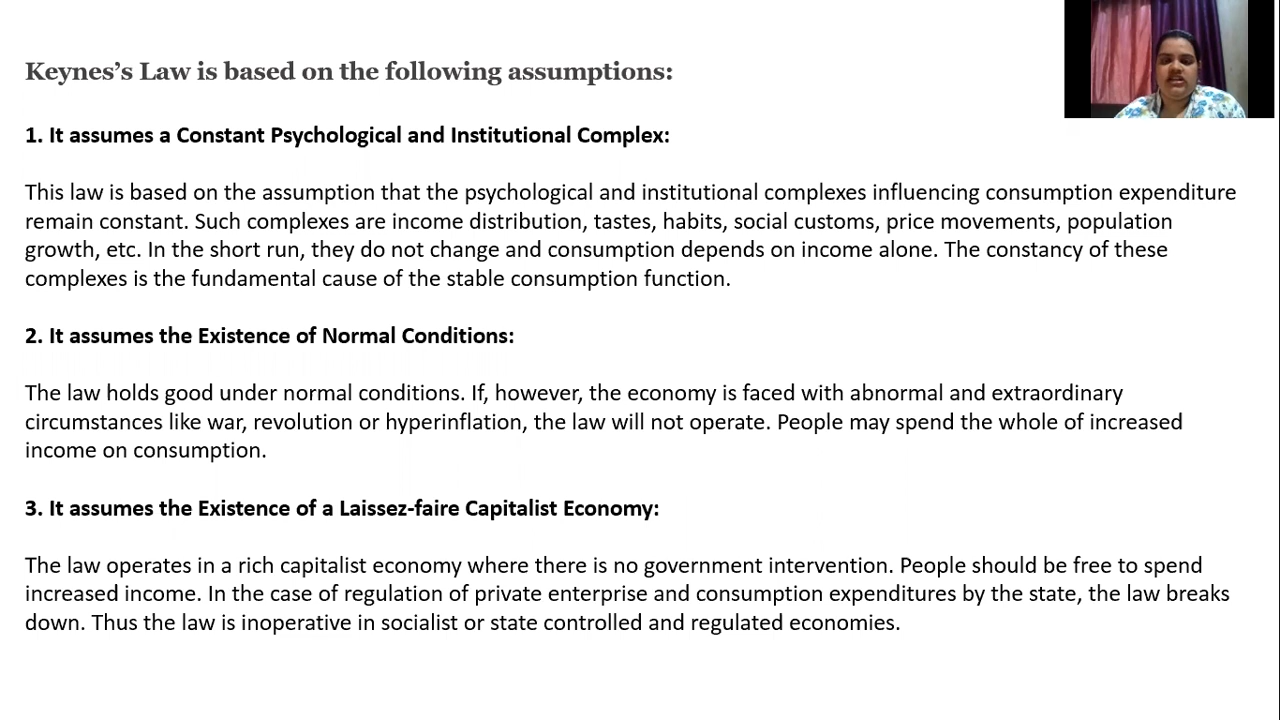 Keynes’s Law is based on the following assumptions:
1. It assumes a Constant Psychological and Institutional Complex:
This law is based on the assumption that the psychological and institutional complexes influencing consumption expenditure
remain constant. Such complexes are income distribution, tastes, habits, social customs, price movements, population
growth, etc. In the short run, they do not change and consumption depends on income alone. The constancy of these
complexes is the fundamental cause of the stable consumption function.
2. It assumes the Existence of Normal Conditions:
The law holds good under normal conditions. If, however, the economy is faced with abnormal and extraordinary
circumstances like war, revolution or hyperinflation, the law will not operate. People may spend the whole of increased
income on consumption.
3. It assumes the Existence of a Laissez-faire Capitalist Economy:
The law operates in a rich capitalist economy where there is no government intervention. People should be free to spend
increased income. In the case of regulation of private enterprise and consumption expenditures by the state, the law breaks
down. Thus the law is inoperative in socialist or state controlled and regulated economies.